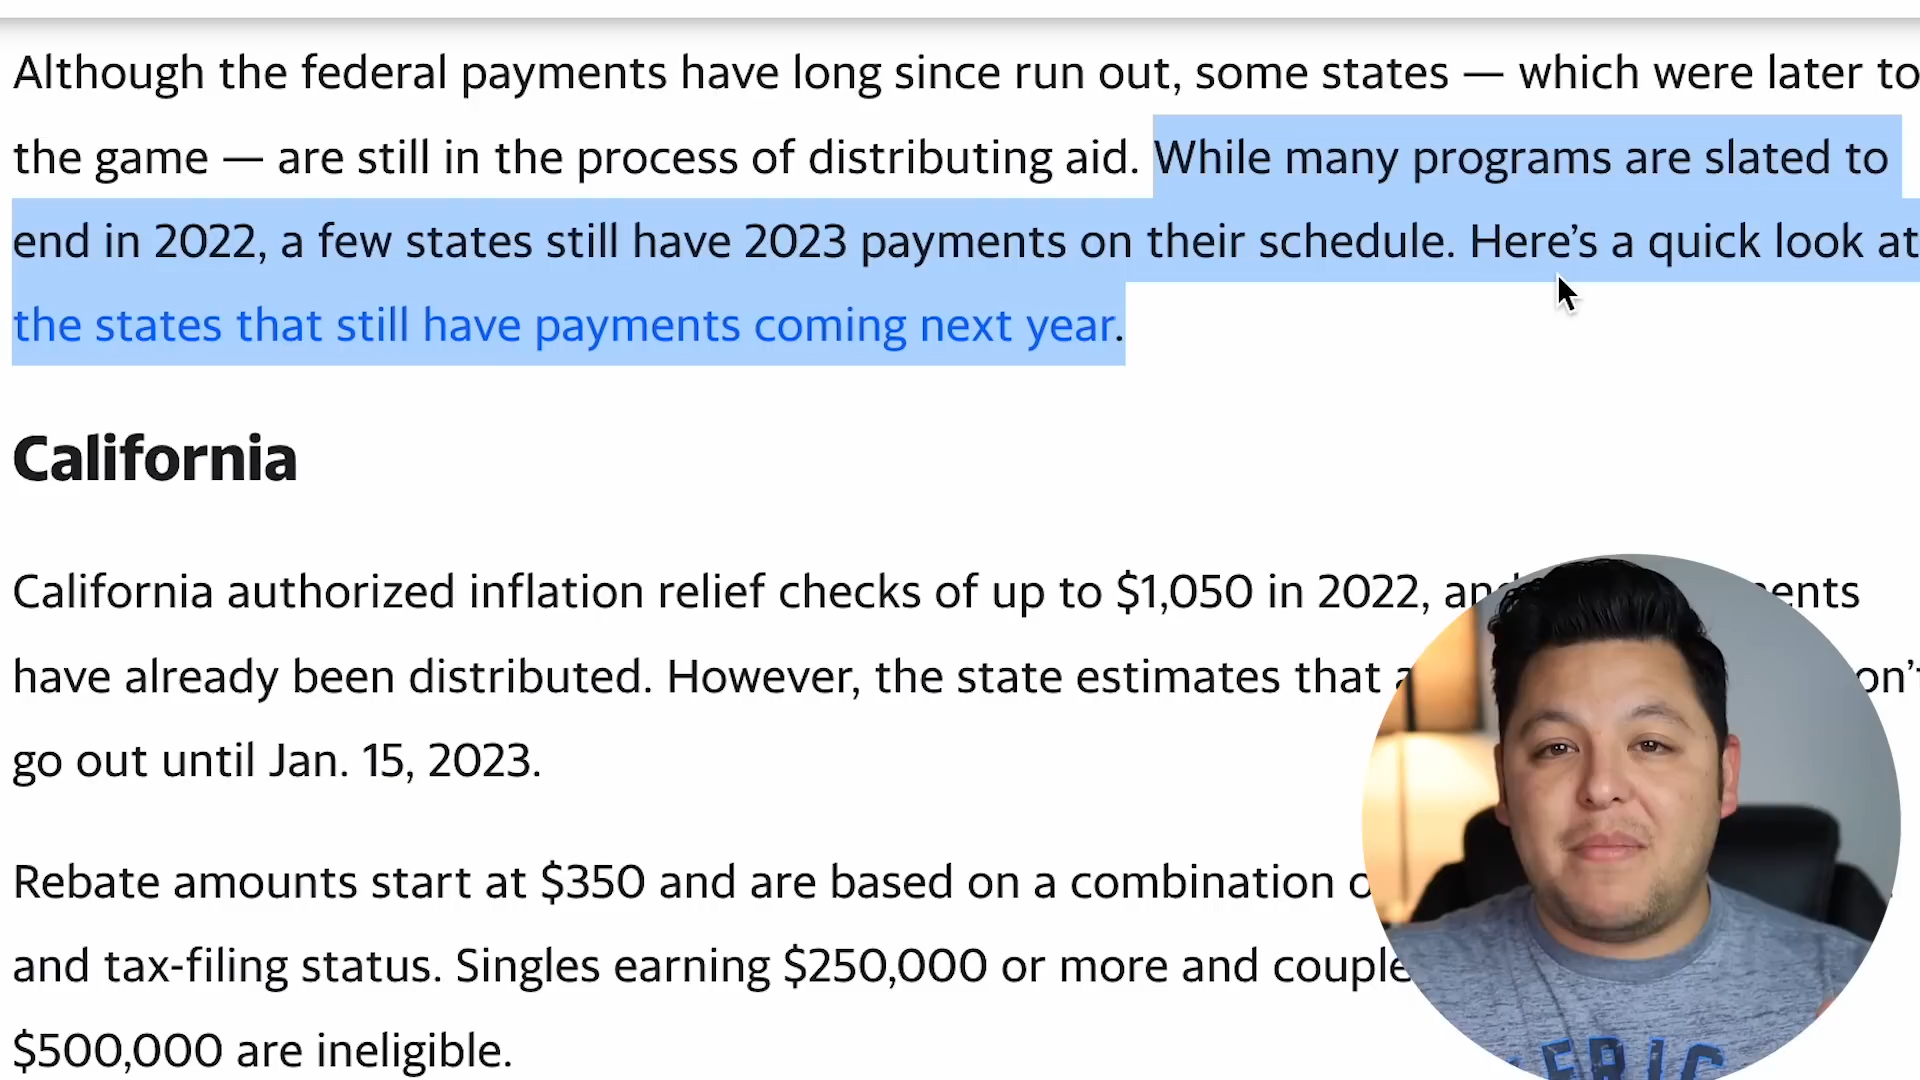 Although the federal payments have long since run out, some states — which were later to
the game — are still in the process of distributing aid. While many programs are slated to
end in 2022, a few states still have 2023 payments on their schedule. Here’s a quick look at
the states that still have payments coming next year.
California
California authorized inflation relief checks of up to $1,050 in 2022,
have already been distributed. However, the state estimates that
go out until Jan. 15, 2023.
Rebate amounts start at $350 and are based on a combination
and tax-filing status. Singles earning $250,000 or more and
$500,000 are ineligible.